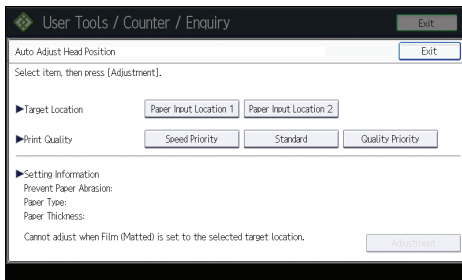 User Tools / Counter / Enquiry
Exit
Auto Adjust Head Position
Exit
Select item, then press [Adjustment].
►Target Location
Paper Input Location 1
Paper Input Location 2
►Print Quality
Speed Priority
Standard
Quality Priority
►Setting Information
Prevent Paper Abrasion:
Paper Type:
Paper Thickness:
Cannot adjust when Film (Matted) is set to the selected target location.
Adjustment